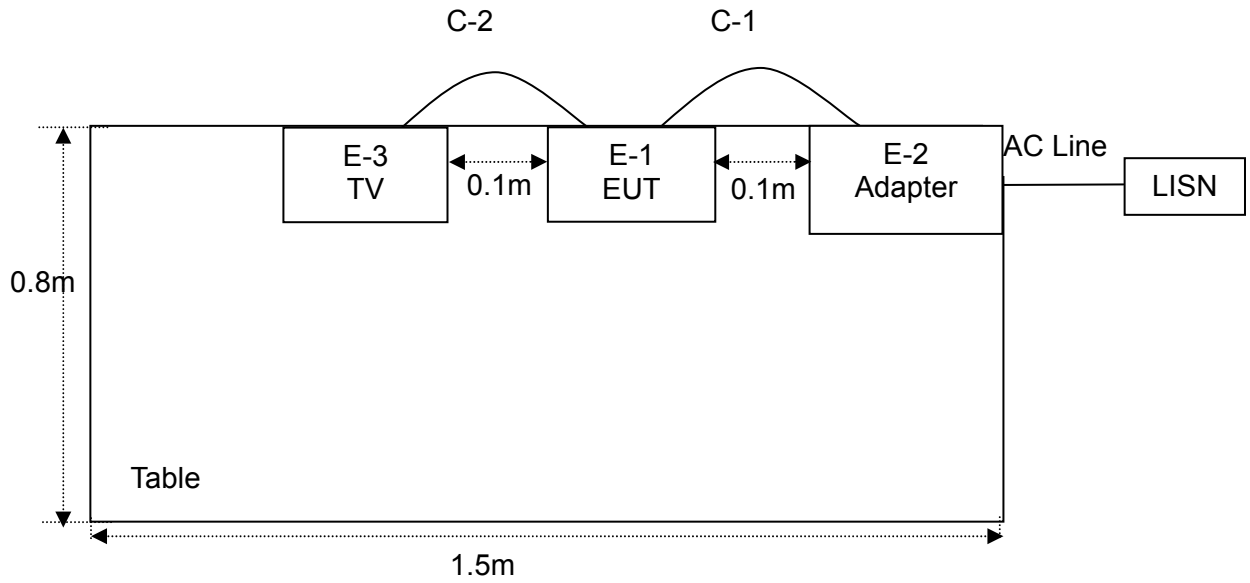 C-2
C-1
E-3
TV
0.1m
E-1
EUT
0.1m
E-2
Adapter
AC Line
LISN
0.8m
Table
1.5m